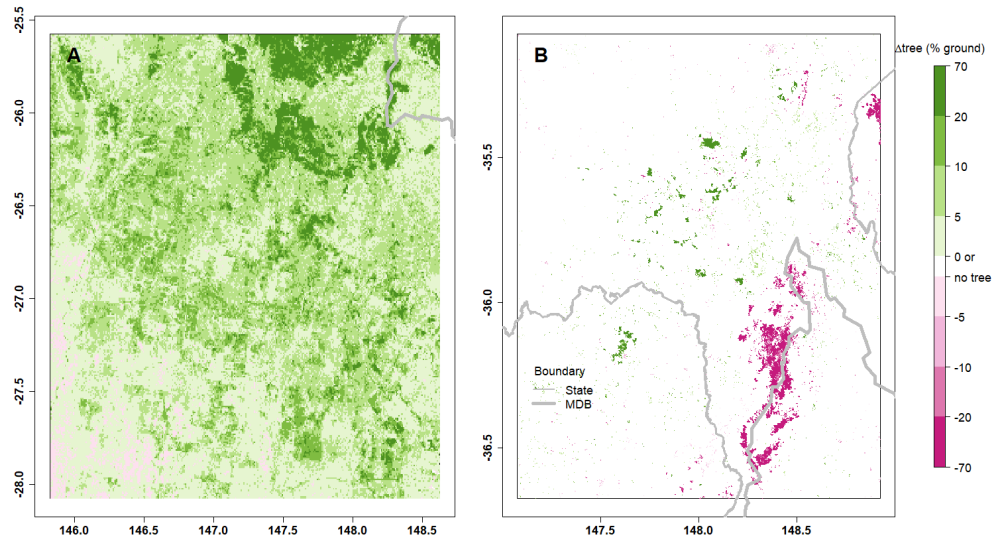 A
B
Δtree (% ground)
70
20
10
5
0 or
no tree
-5
-10
-20
-70
Boundary
State
MDB
-25.5
-26.0
-26.5
-27.0
-27.5
-28.0
146.0 146.5 147.0 147.5 148.0 148.5
-35.5
-36.0
-36.5
147.5 148.0 148.5